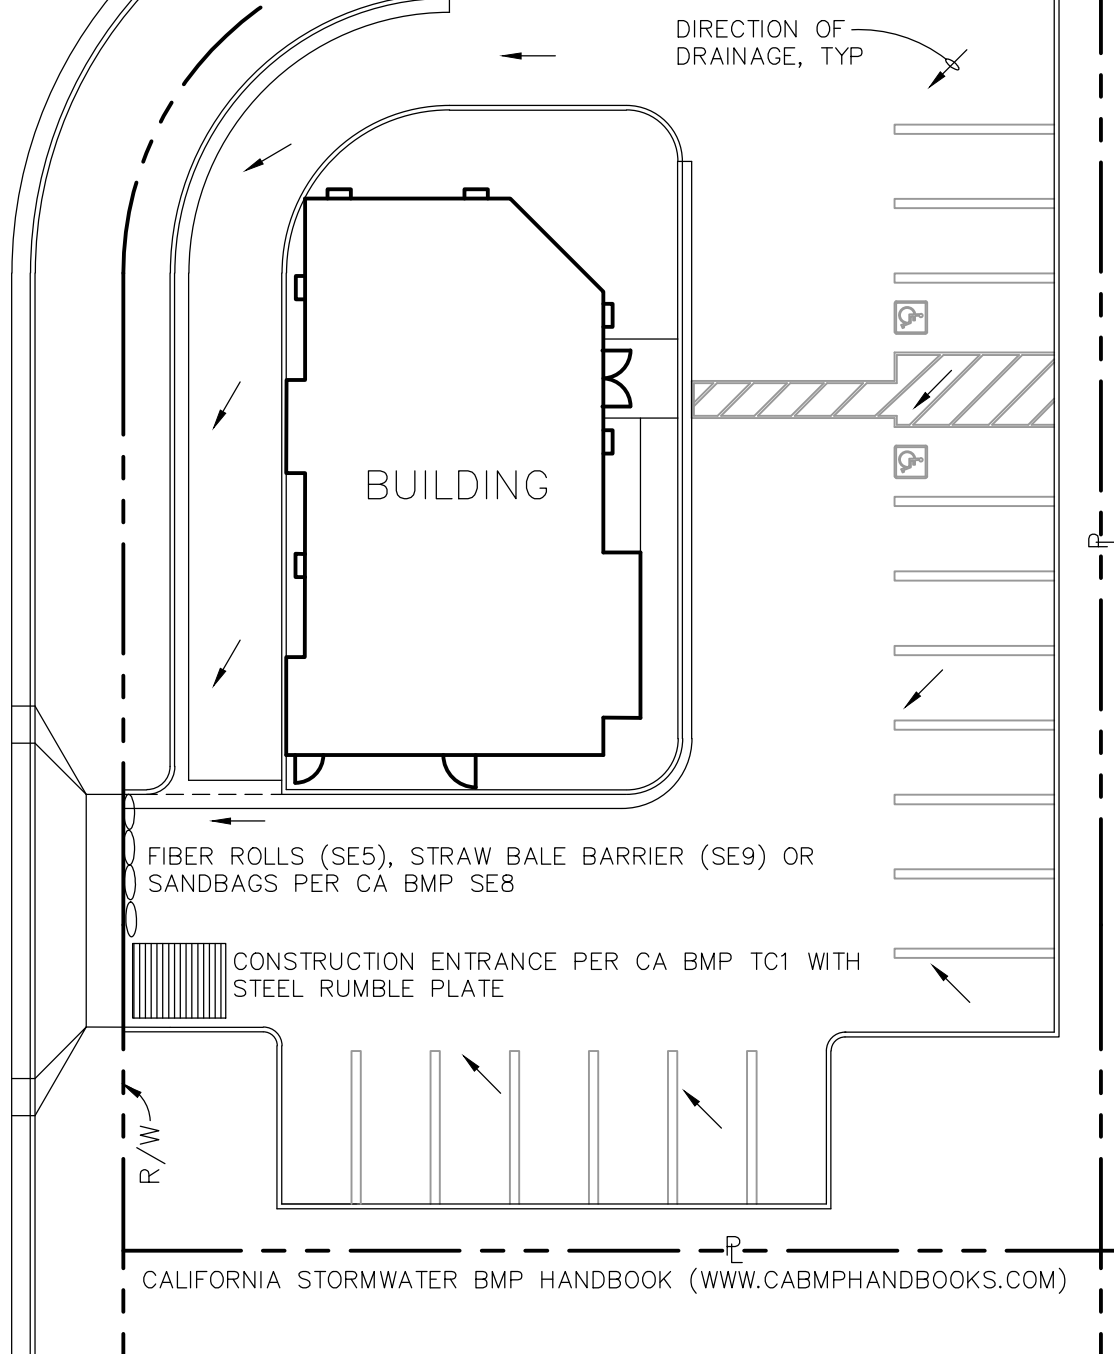 DIRECTION OF
DRAINAGE, TYP
BUILDING
PL
FIBER ROLLS (SE5), STRAW BALE BARRIER (SE9) OR
SANDBAGS PER CA BMP SE8
CONSTRUCTION ENTRANCE PER CA BMP TC1 WITH
STEEL RUMBLE PLATE
R/W
PL
CALIFORNIA STORMWATER BMP HANDBOOK (WWW.CABMPHANDBOOKS.COM)